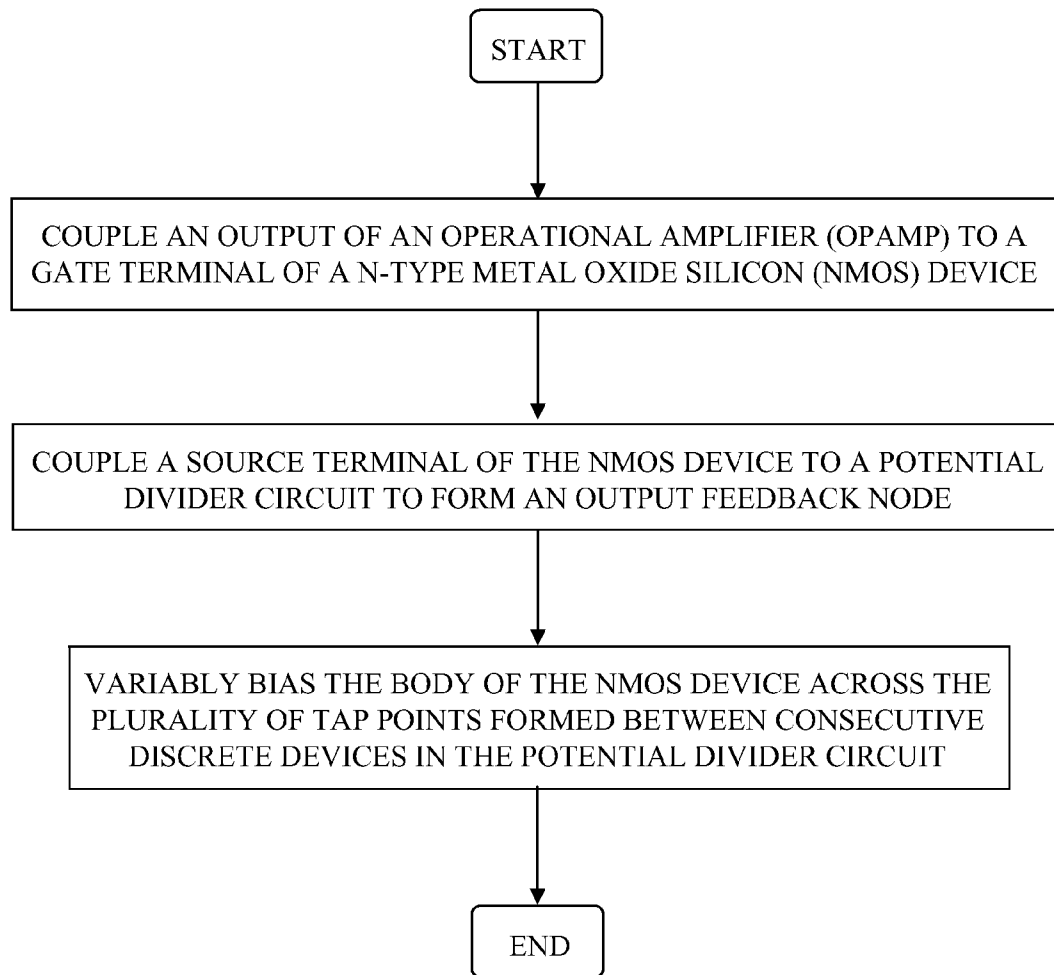 START
COUPLE AN OUTPUT OF AN OPERATIONAL AMPLIFIER (OPAMP) TO A
GATE TERMINAL OF A N-TYPE METAL OXIDE SILICON (NMOS) DEVICE
COUPLE A SOURCE TERMINAL OF THE NMOS DEVICE TO A POTENTIAL
DIVIDER CIRCUIT TO FORM AN OUTPUT FEEDBACK NODE
VARIABLY BIAS THE BODY OF THE NMOS DEVICE ACROSS THE
PLURALITY OF TAP POINTS FORMED BETWEEN CONSECUTIVE
DISCRETE DEVICES IN THE POTENTIAL DIVIDER CIRCUIT
END